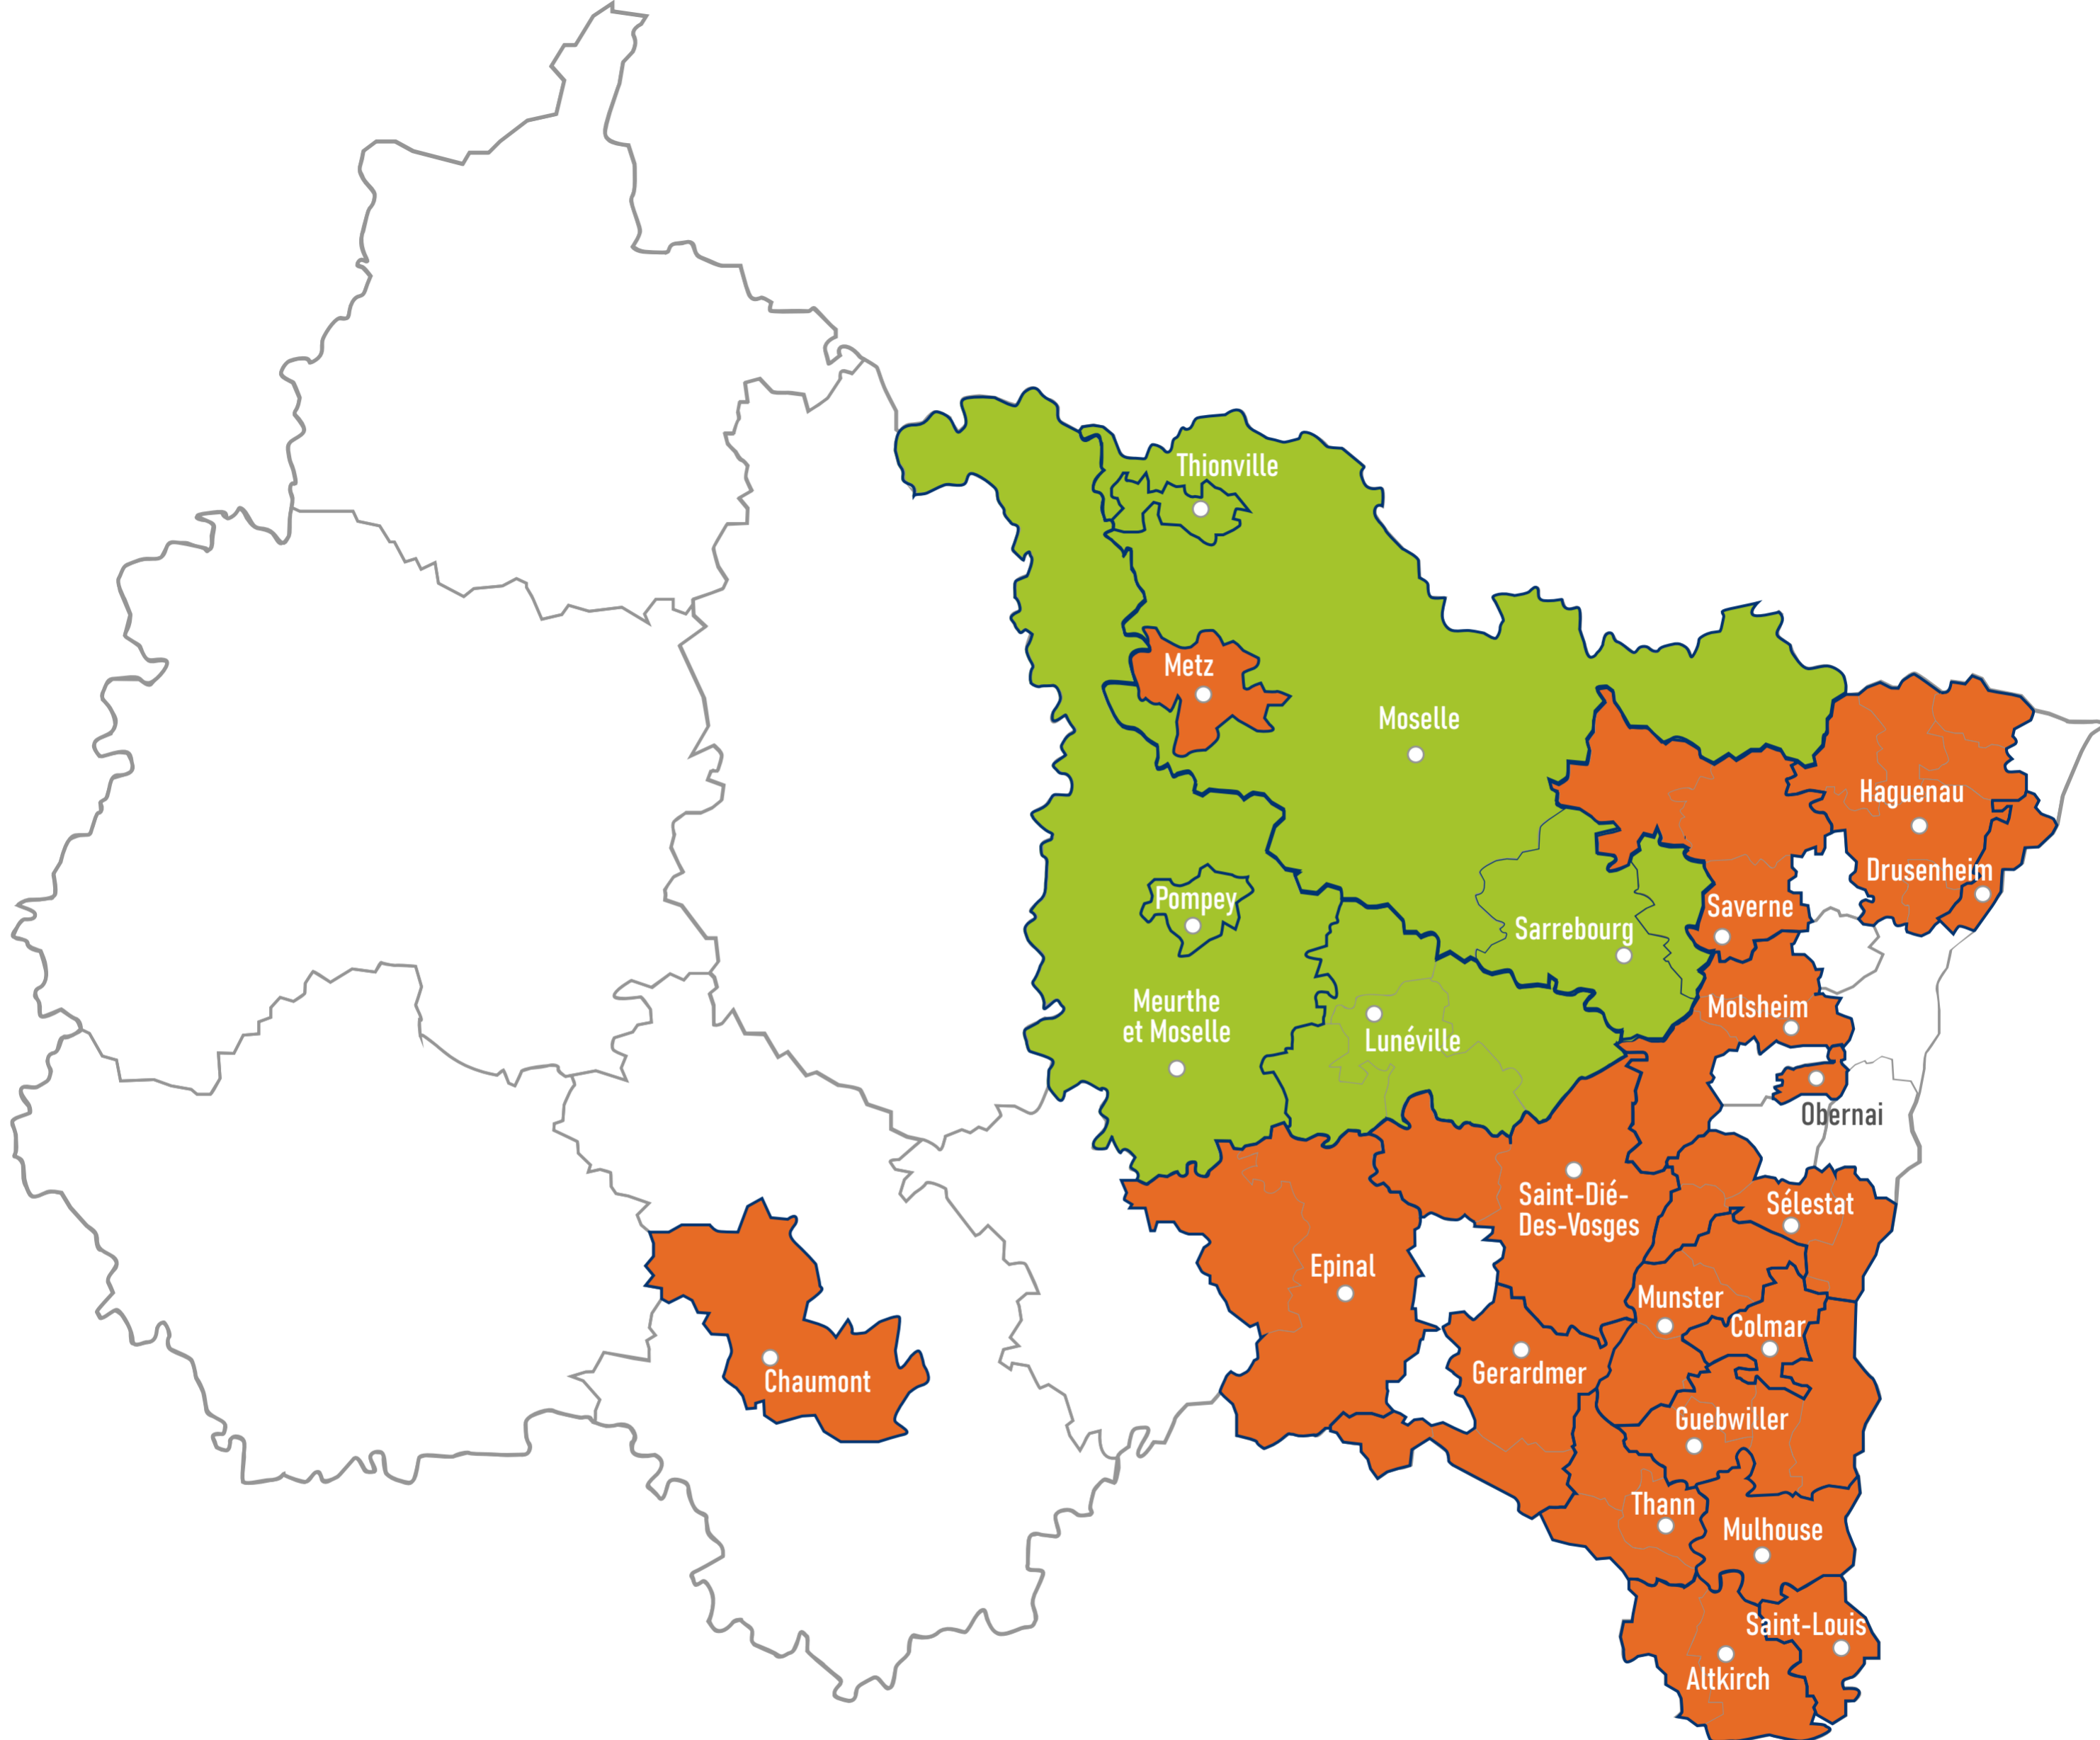 Thionville
Metz
Moselle
Haguenau
Drusenheim
Pompey
Saverne
Sarrebourg
Meurthe
et Moselle
Molsheim
Lunéville
Obernai
Saint-Dié-
Des-Vosges
Sélestat
Epinal
Munster
Colmar
Gerardmer
Chaumont
Guebwiller
Thann
Mulhouse
Saint-Louis
Altkirch